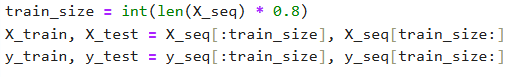 train_size = int(len(X_seq) * 0.8)
X_train, X_test = X_seq[:train_size], X_seq[train_size:]
y_train, y_test = y_seq[:train_size], y_seq[train_size:]